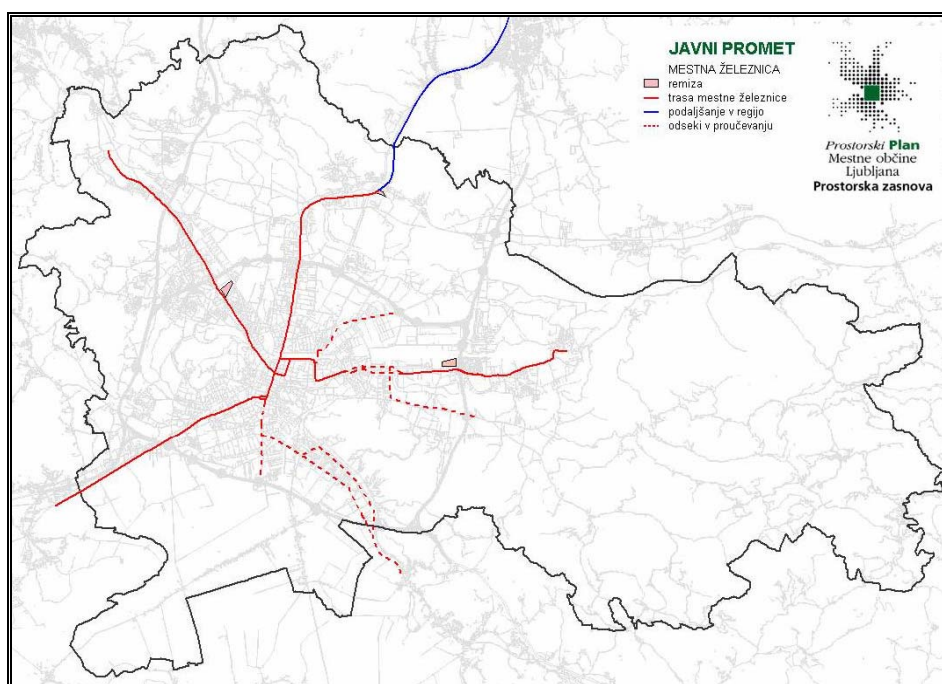 JAVNI PROMET
MESTNA ŽELEZNICA
remiza
trasa mestne železnice
podaljšanje v regijo
odseki v proučevanju
Prostorski Plan
Mestne občine
Ljubljana
Prostorska zasnova